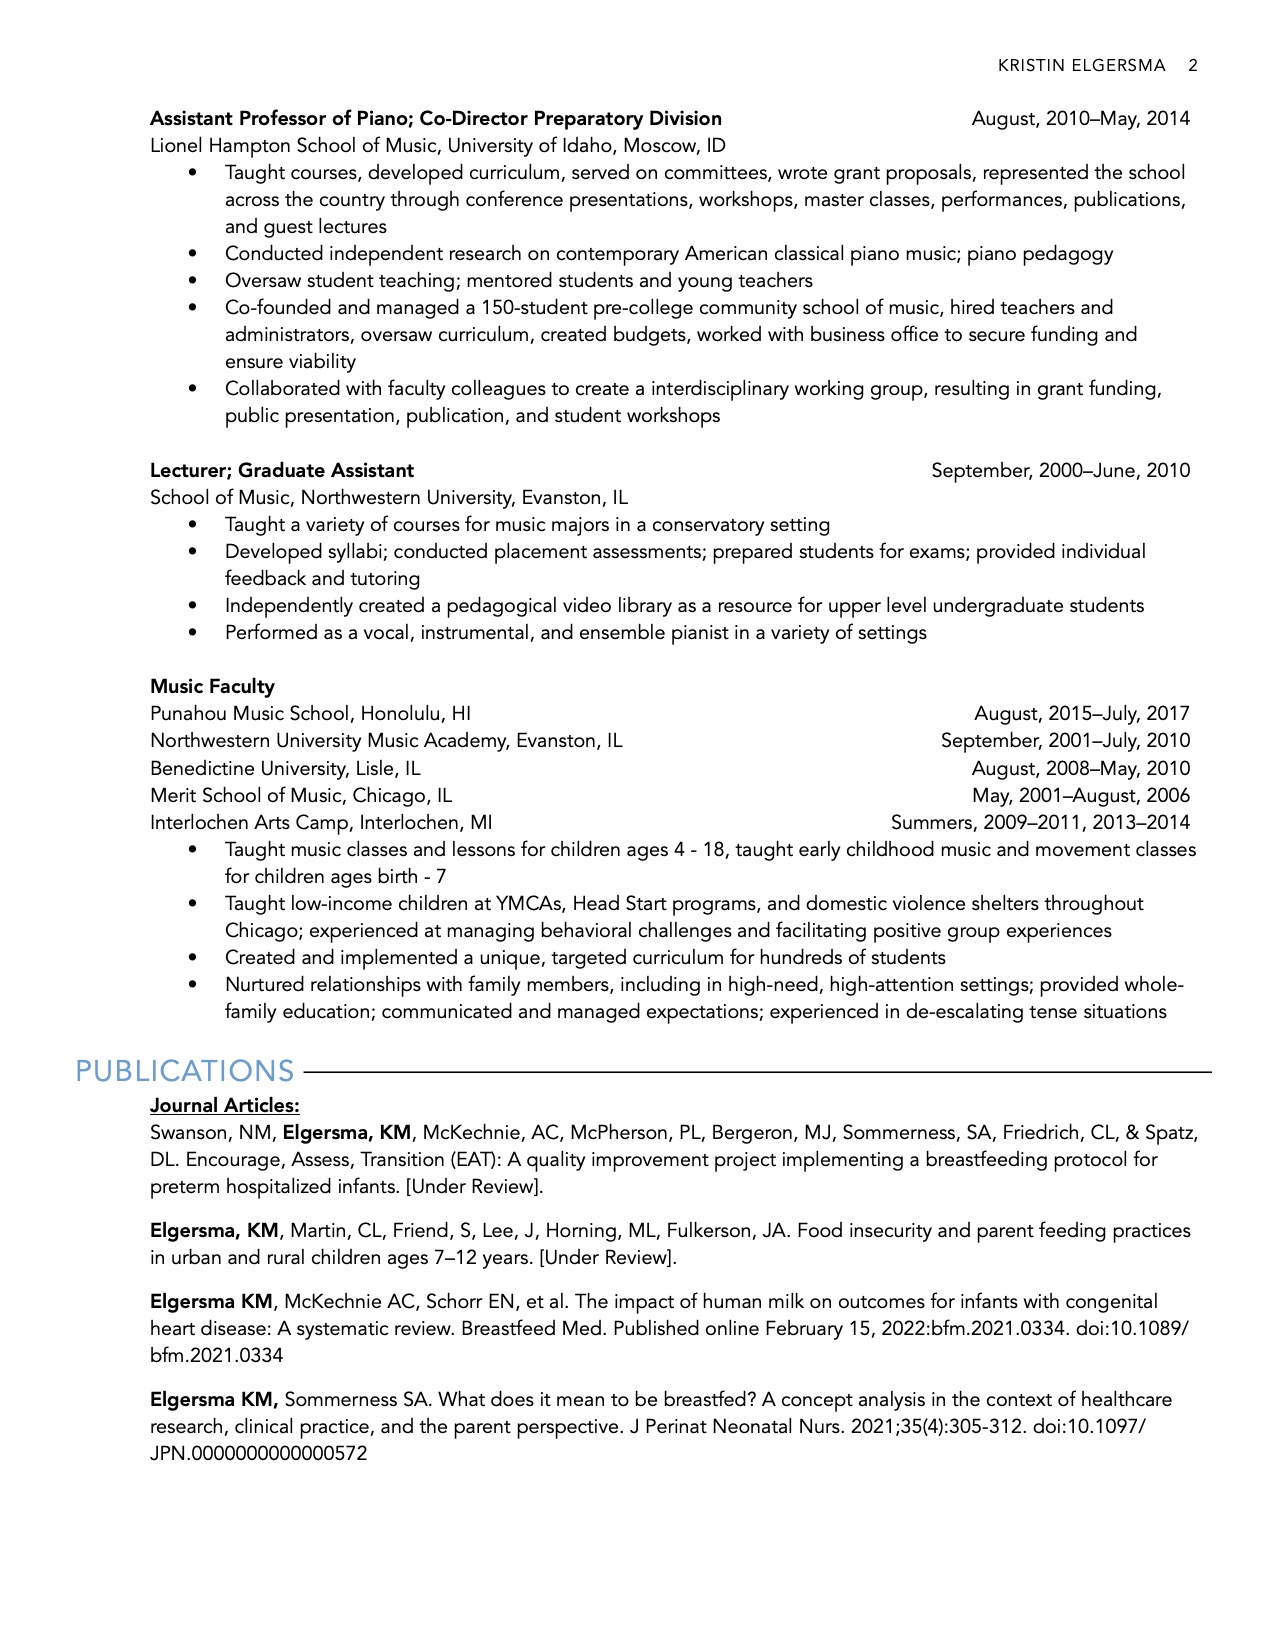 KRISTIN ELGERSMA 2
Assistant Professor of Piano; Co-Director Preparatory Division August, 2010–May, 2014
Lionel Hampton School of Music, University of Idaho, Moscow, ID
• Taught courses, developed curriculum, served on committees, wrote grant proposals, represented the school
across the country through conference presentations, workshops, master classes, performances, publications,
and guest lectures
• Conducted independent research on contemporary American classical piano music; piano pedagogy
• Oversaw student teaching; mentored students and young teachers
• Co-founded and managed a 150-student pre-college community school of music, hired teachers and
administrators, oversaw curriculum, created budgets, worked with business office to secure funding and
ensure viability
• Collaborated with faculty colleagues to create a interdisciplinary working group, resulting in grant funding,
public presentation, publication, and student workshops
Lecturer; Graduate Assistant September, 2000–June, 2010
School of Music, Northwestern University, Evanston, IL
• Taught a variety of courses for music majors in a conservatory setting
• Developed syllabi; conducted placement assessments; prepared students for exams; provided individual
feedback and tutoring
• Independently created a pedagogical video library as a resource for upper level undergraduate students
• Performed as a vocal, instrumental, and ensemble pianist in a variety of settings
Music Faculty
Punahou Music School, Honolulu, HI August, 2015–July, 2017
Northwestern University Music Academy, Evanston, IL September, 2001–July, 2010
Benedictine University, Lisle, IL August, 2008–May, 2010
Merit School of Music, Chicago, IL May, 2001–August, 2006
Interlochen Arts Camp, Interlochen, MI Summers, 2009–2011, 2013–2014
• Taught music classes and lessons for children ages 4 - 18, taught early childhood music and movement classes
for children ages birth - 7
• Taught low-income children at YMCAs, Head Start programs, and domestic violence shelters throughout
Chicago; experienced at managing behavioral challenges and facilitating positive group experiences
• Created and implemented a unique, targeted curriculum for hundreds of students
• Nurtured relationships with family members, including in high-need, high-attention settings; provided whole-
family education; communicated and managed expectations; experienced in de-escalating tense situations
PUBLICATIONS
Journal Articles:
Swanson, NM, Elgersma, KM, McKechnie, AC, McPherson, PL, Bergeron, MJ, Sommerness, SA, Friedrich, CL, & Spatz,
DL. Encourage, Assess, Transition (EAT): A quality improvement project implementing a breastfeeding protocol for
preterm hospitalized infants. [Under Review].
Elgersma, KM, Martin, CL, Friend, S, Lee, J, Horning, ML, Fulkerson, JA. Food insecurity and parent feeding practices
in urban and rural children ages 7–12 years. [Under Review].
Elgersma KM, McKechnie AC, Schorr EN, et al. The impact of human milk on outcomes for infants with congenital
heart disease: A systematic review. Breastfeed Med. Published online February 15, 2022:bfm.2021.0334. doi:10.1089/
bfm.2021.0334
Elgersma KM, Sommerness SA. What does it mean to be breastfed? A concept analysis in the context of healthcare
research, clinical practice, and the parent perspective. J Perinat Neonatal Nurs. 2021;35(4):305-312. doi:10.1097/
JPN.0000000000000572